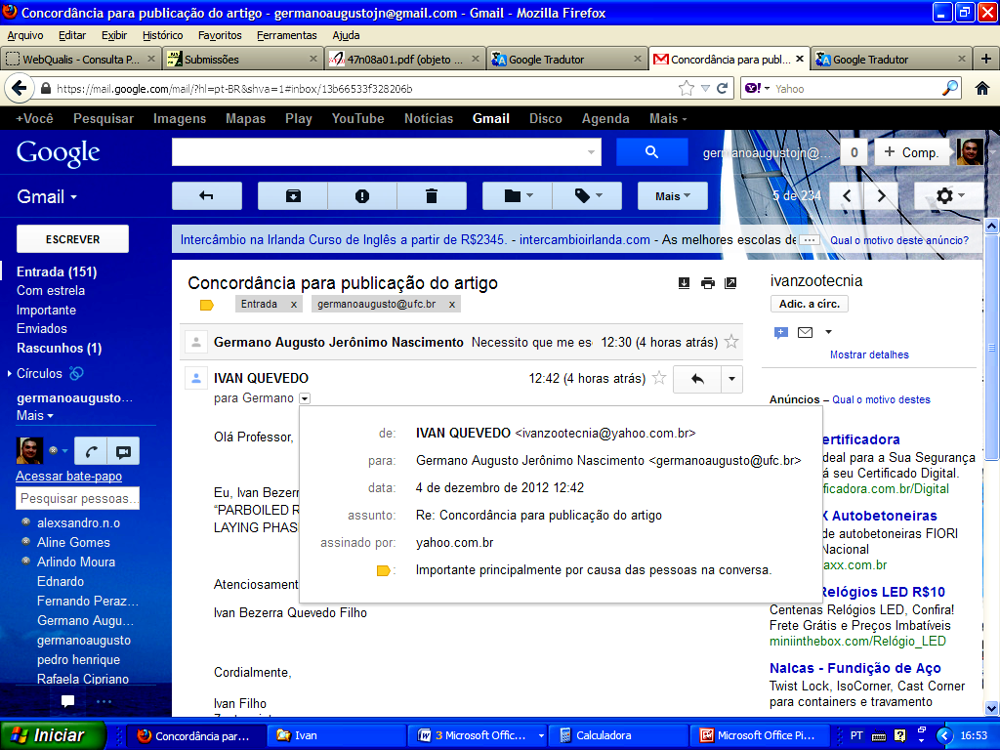 Concordância para publicação do artigo - germanoaugustojn@gmail.com - Gmail - Mozilla Firefox
Arquivo Editar Exibir Histórico Favoritos Ferramentas Ajuda
WebQualis - Consulta P... Submissões 47n08a01.pdf (objeto ... Google Tradutor Concordância para publ... Google Tradutor
https://mail.google.com/mail/?hl=pt-BR&shva=1#inbox/13b66533f328206b Yahoo
+Você Pesquisar Imagens Mapas Play YouTube Notícias Gmail Disco Agenda Mais
Google germanoaugustojn@... 0 + Comp.
Gmail Mais 5 de 234
ESCREVER
Intercâmbio na Irlanda Curso de Inglês a partir de R$2345. - intercambioirlanda.com - As melhores escolas de ... Qual o motivo deste anúncio?
Entrada (151)
Com estrela
Importante
Enviados
Rascunhos (1)
Círculos
germanoaugusto...
Mais
Acessar bate-papo
Pesquisar pessoas...
alexsandro.n.o
Aline Gomes
Arlindo Moura
Ednardo
Fernando Peraz...
Germano Augu...
germanoaugusto
pedro henrique
Rafaela Cipriano
Concordância para publicação do artigo
Entrada x germanoaugusto@ufc.br x
Germano Augusto Jerônimo Nascimento Necessito que me es 12:30 (4 horas atrás)
IVAN QUEVEDO 12:42 (4 horas atrás)
para Germano
Olá Professor,
Eu, Ivan Bezerr
“PARBOILED R
LAYING PHAS
Atenciosament
Ivan Bezerra Quevedo Filho
Cordialmente,
Ivan Filho
de: IVAN QUEVEDO <ivanzootecnia@yahoo.com.br>
para: Germano Augusto Jerônimo Nascimento <germanoaugusto@ufc.br>
data: 4 de dezembro de 2012 12:42
assunto: Re: Concordância para publicação do artigo
assinado por: yahoo.com.br
: Importante principalmente por causa das pessoas na conversa.
ivanzootecnia
Adic. a circ.
Mostrar detalhes
Anúncios – Qual o motivo destes
ertificadora
deal para a Sua Segurança
á seu Certificado Digital.
ficadora.com.br/Digital
X Autobetoneiras
de autobetoneiras FIORI
Nacional
axx.com.br
Relógios LED R$10
Centenas Relógios LED, Confira!
Frete Grátis e Preços Imbatíveis
miniinthebox.com/Relógio_LED
Nalcas - Fundição de Aço
Twist Lock, IsoCorner, Cast Corner
para containers e travamento
Iniciar Concordância para pu... Ivan 3 Microsoft Offic... Calculadora Microsoft Office Pi... PT 16:53